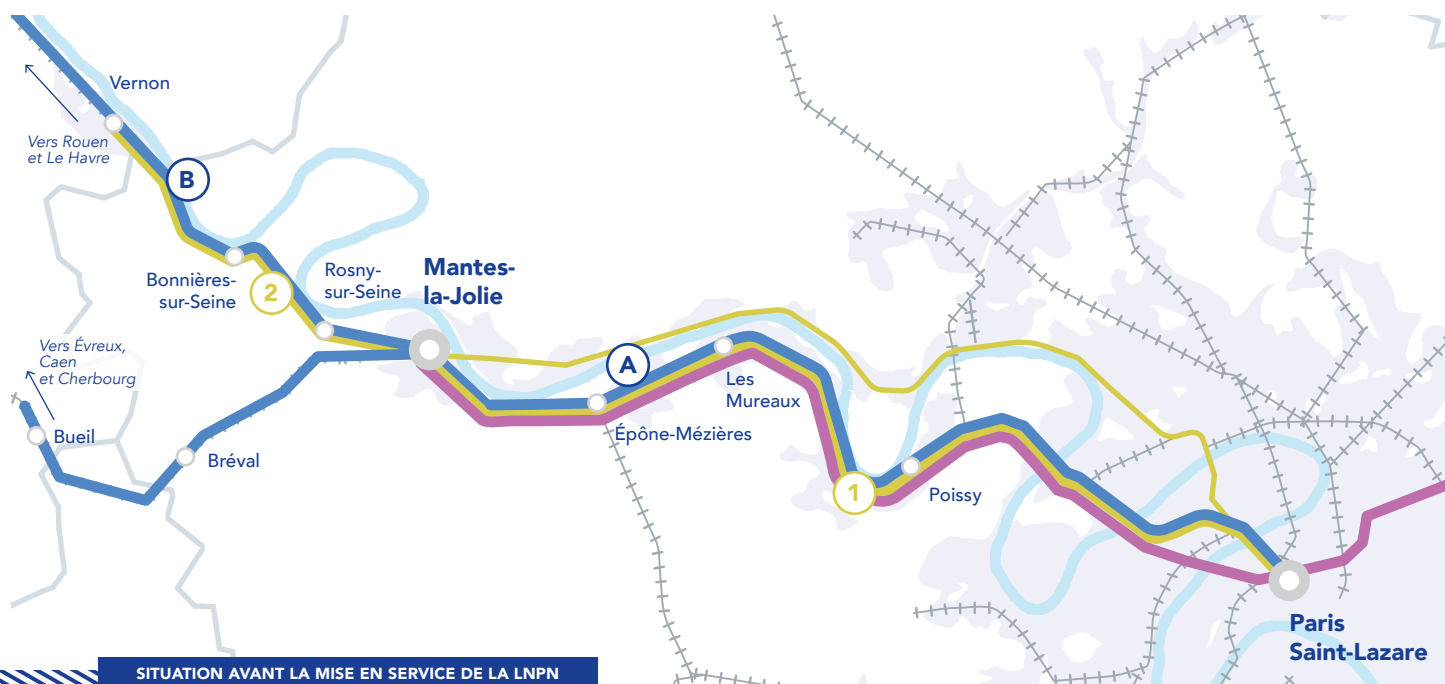 Vernon
Vers Rouen
et Le Havre
B
Bonnières-
sur-Seine
2
Rosny-
sur-Seine
Mantes-
la-Jolie
Vers Évreux,
Caen
et Cherbourg
Bueil
Bréval
A
Les
Mureaux
Épône-Mézières
1
Poissy
Paris
Saint-Lazare
SITUATION AVANT LA MISE EN SERVICE DE LA LNPN